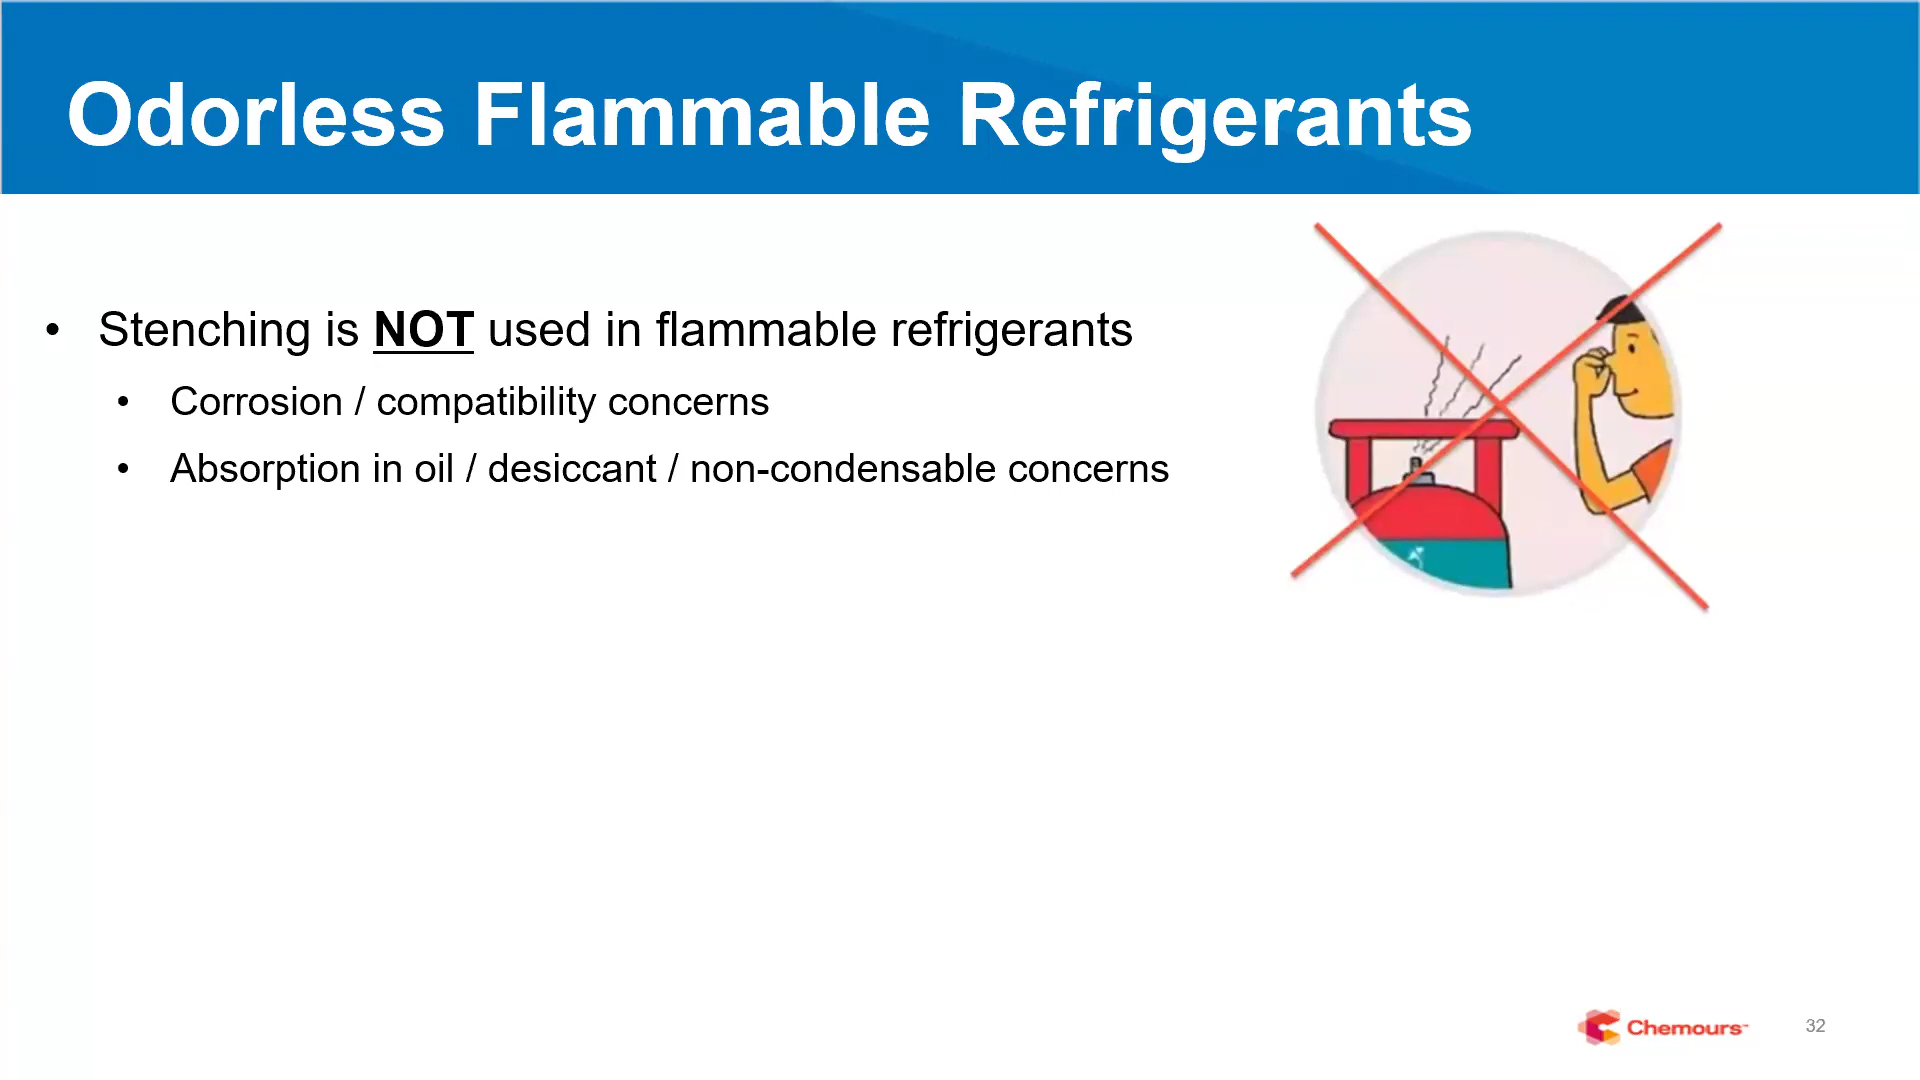 Odorless Flammable Refrigerants
• Stenching is NOT used in flammable refrigerants
• Corrosion / compatibility concerns
• Absorption in oil / desiccant / non-condensable concerns
Chemours™ 32